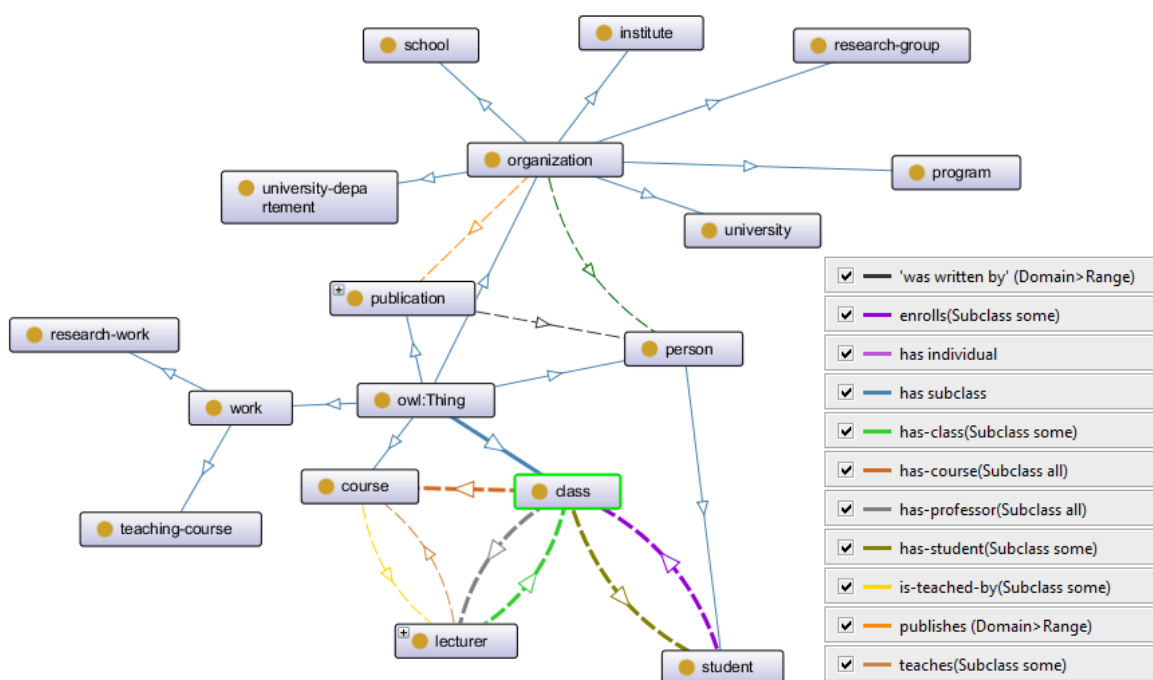 school
institute
research-group
organization
university-depa
rtement
program
university
publication
research-work
person
work
owl:Thing
course
class
teaching-course
lecturer
student
'was written by' (Domain>Range)
enrolls(Subclass some)
has individual
has subclass
has-class(Subclass some)
has-course(Subclass all)
has-professor(Subclass all)
has-student(Subclass some)
is-teached-by(Subclass some)
publishes (Domain>Range)
teaches(Subclass some)